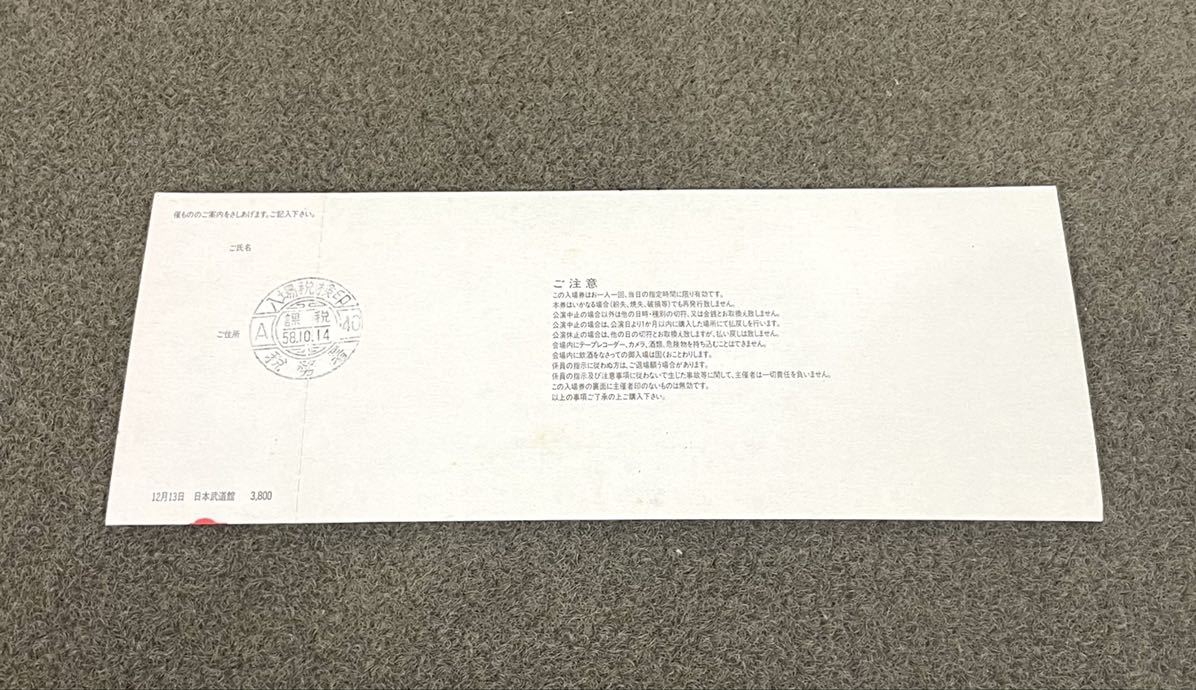 催もののご案内をさしあげます。ご記入下さい。
ご氏名
ご住所
入場税検印
A 課税 40
58.10.14
税務署
12月13日 日本武道館 3,800
ご注意
この入場券はお一人一回、当日の指定時間に限り有効です。
本券はいかなる場合(紛失、焼失、破損等)でも再発行致しません。
公演中止の場合以外は他の日時・種別の切符、又は金銭とお取換え致しません。
公演中止の場合は、公演日より1か月以内に購入した場所にて払戻しを行います。
公演休止の場合は、他の日の切符とお取換え致しますが、払い戻しは致しません。
会場内にテープレコーダー、カメラ、酒類、危険物を持ち込むことはできません。
会場内に飲酒をなさっての御入場は固くおことわりします。
係員の指示に従わぬ方は、ご退場願う場合があります。
係員の指示及び注意事項に従わないで生じた事故等に関して、主催者は一切責任を負いません。
この入場券の裏面に主催者印のないものは無効です。
以上の事項ご了承の上ご購入下さい。